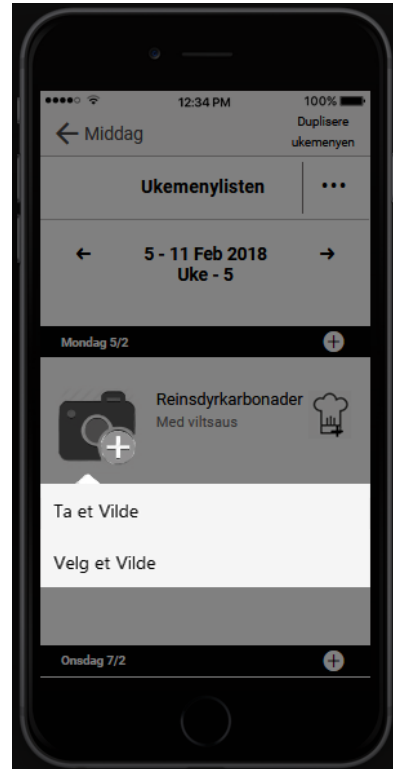 12:34 PM
100%
Middag
Duplisere
ukemenyen
Ukemenylisten
5 - 11 Feb 2018
Uke - 5
Mondag 5/2
Reinsdyrkarbonader
Med viltsaus
Ta et Vilde
Velg et Vilde
Onsdag 7/2